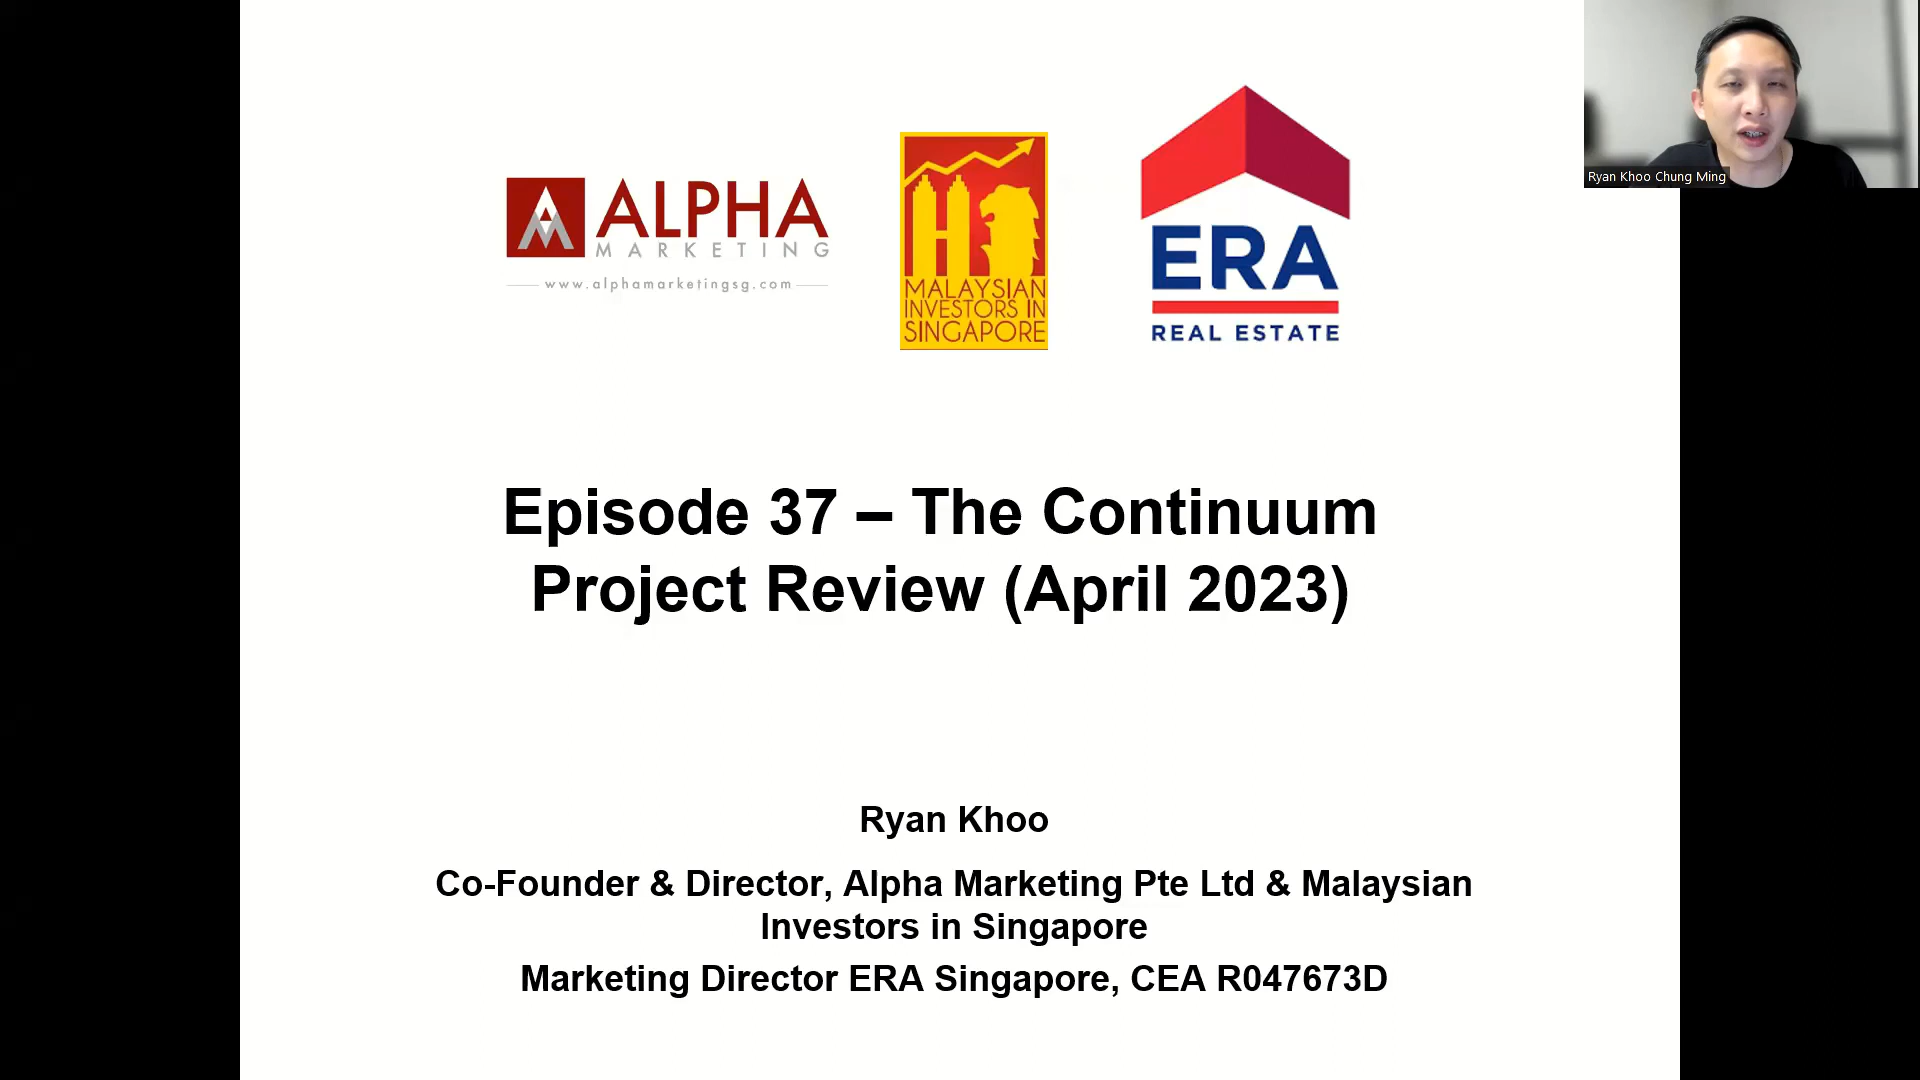 Ryan Khoo Chung Ming
ALPHA
MARKETING
www.alphamarketingsg.com
MALAYSIAN
INVESTORS IN
SINGAPORE
ERA
REAL ESTATE
Episode 37 – The Continuum
Project Review (April 2023)
Ryan Khoo
Co-Founder & Director, Alpha Marketing Pte Ltd & Malaysian
Investors in Singapore
Marketing Director ERA Singapore, CEA R047673D